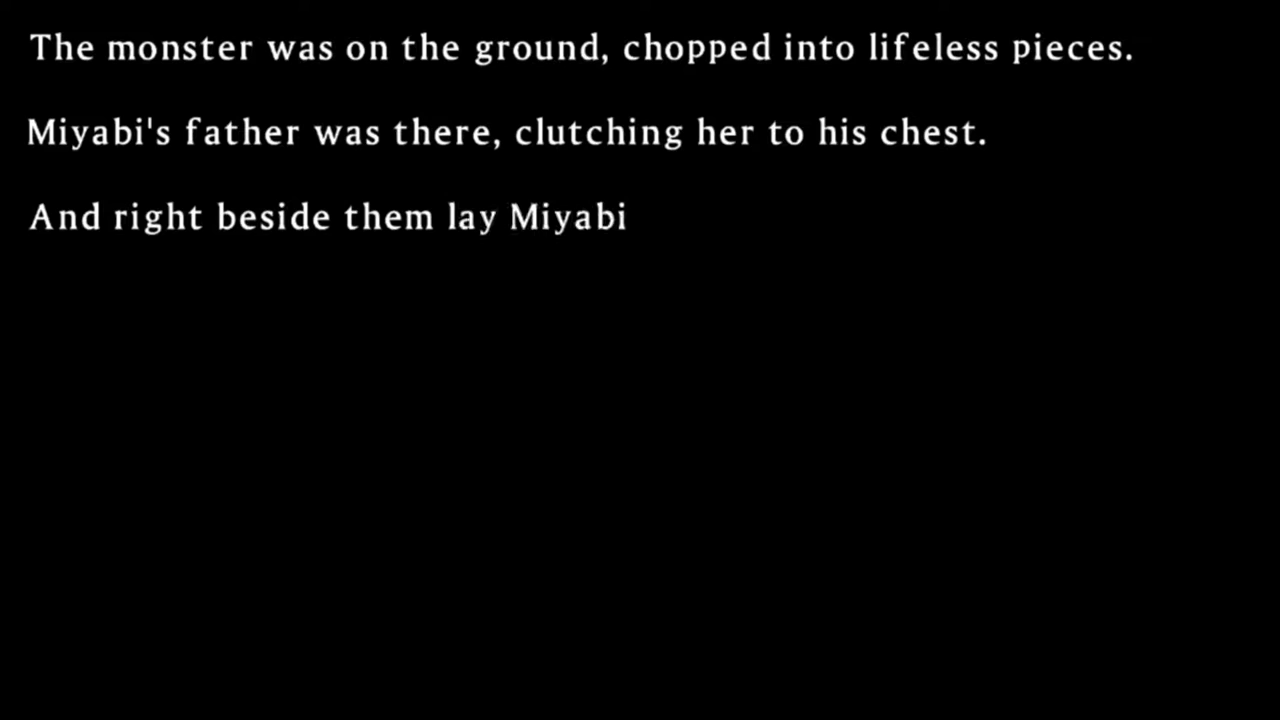 The monster was on the ground, chopped into lifeless pieces.
Miyabi's father was there, clutching her to his chest.
And right beside them lay Miyabi